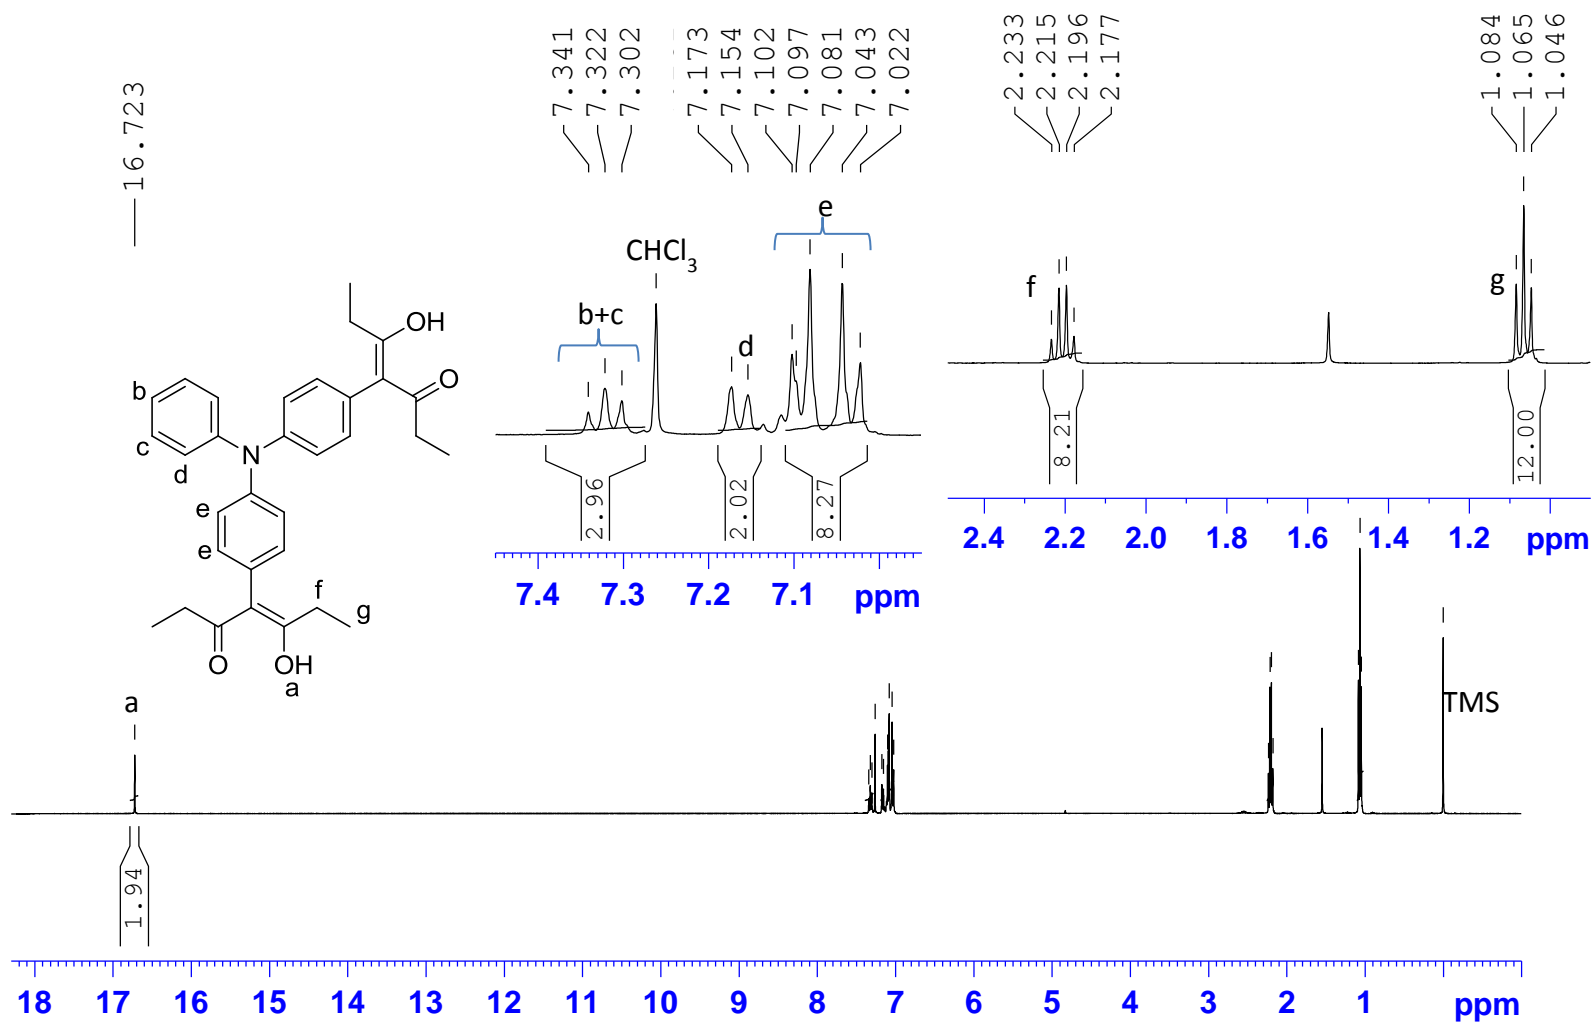 16.723
7.341
7.322
7.302
7.173
7.154
7.102
7.097
7.081
7.043
7.022
2.233
2.215
2.196
2.177
1.084
1.065
1.046
e
CHCl3
b+c
d
f
g
2.96
2.02
8.27
7.4 7.3 7.2 7.1 ppm
8.21
12.00
2.4 2.2 2.0 1.8 1.6 1.4 1.2 ppm
OH
O
b
c
d
N
e
e
f
g
O
OH
a
a
TMS
1.94
18 17 16 15 14 13 12 11 10 9 8 7 6 5 4 3 2 1 ppm